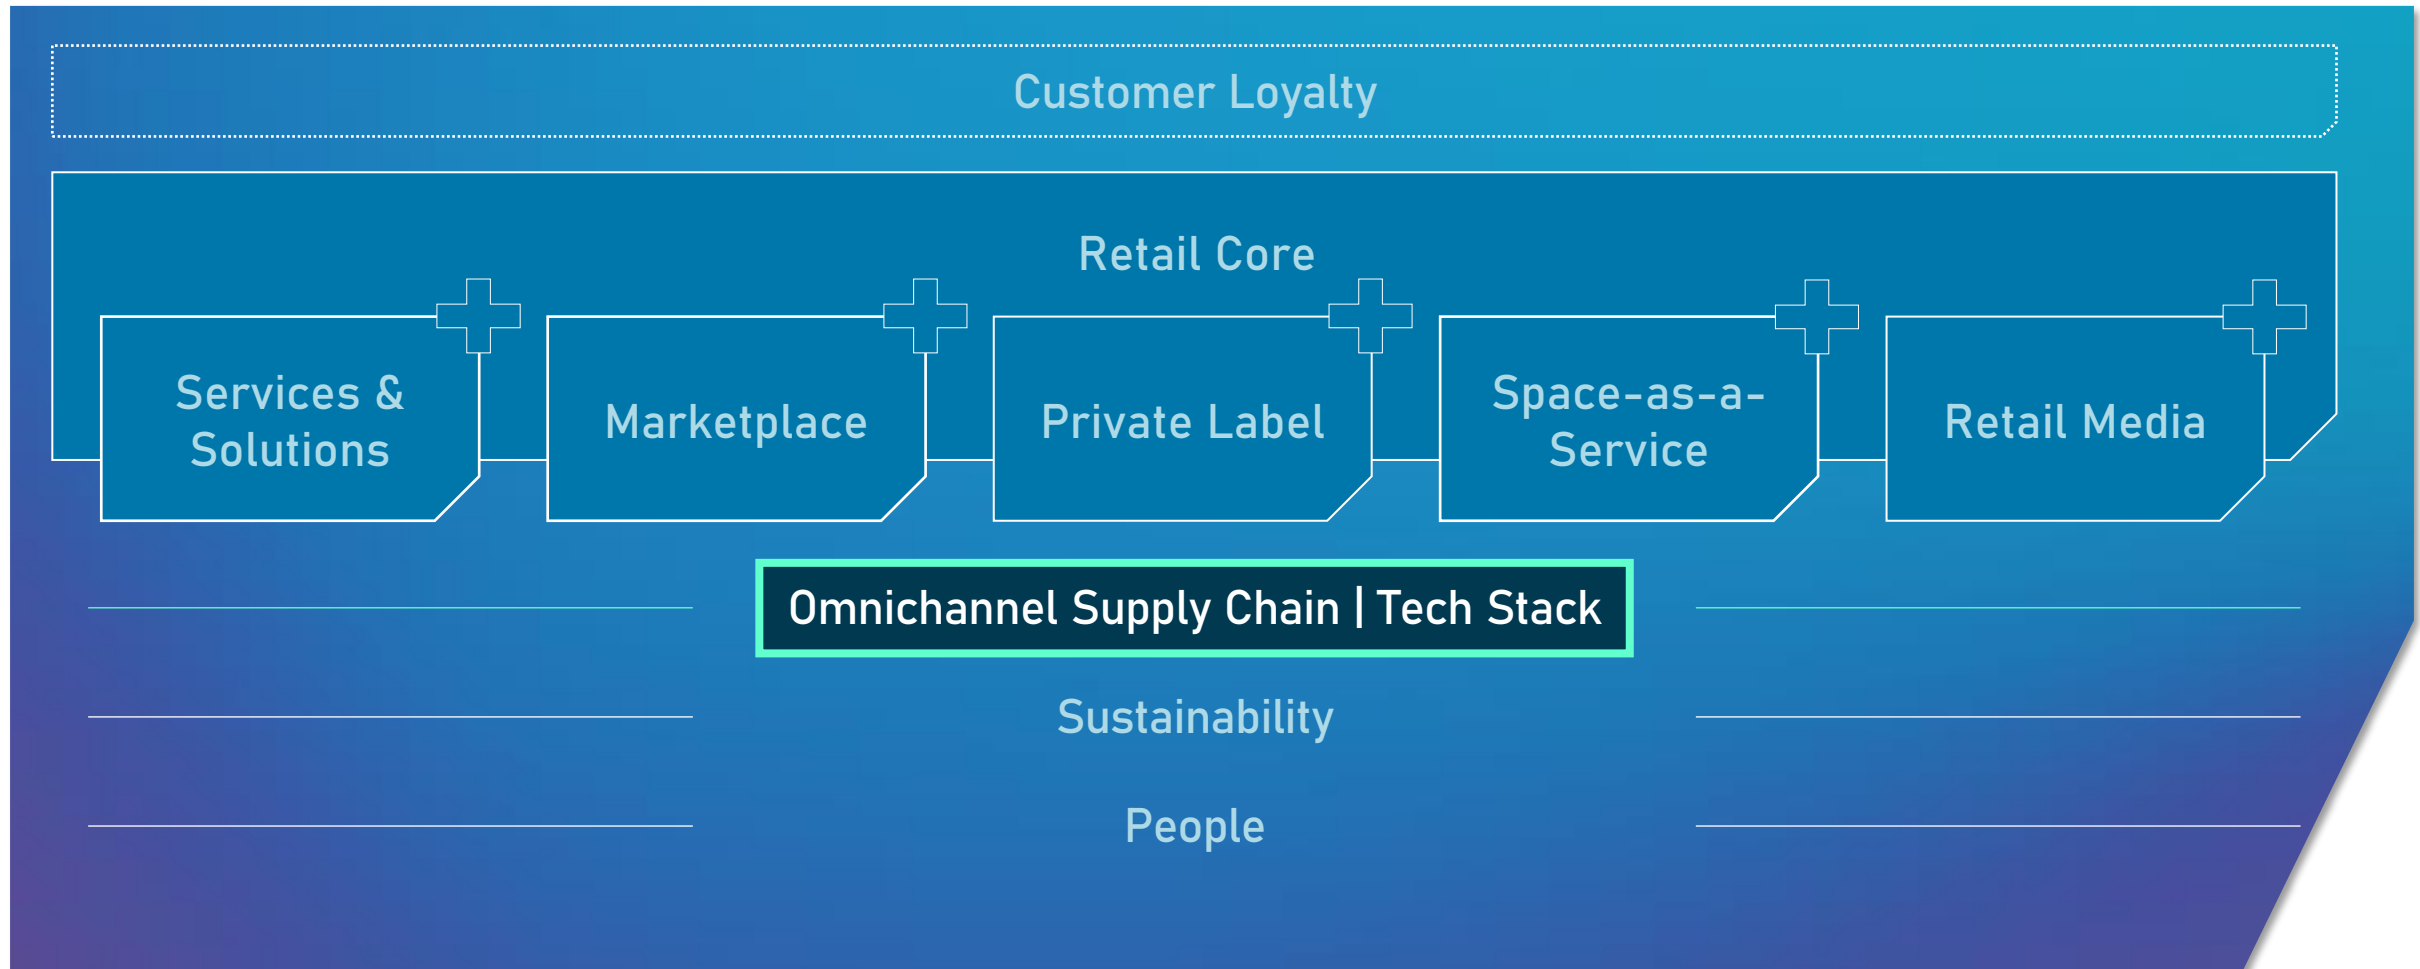 Customer Loyalty
Retail Core
Services &
Solutions
Marketplace
Private Label
Space-as-a-
Service
Retail Media
Omnichannel Supply Chain | Tech Stack
Sustainability
People